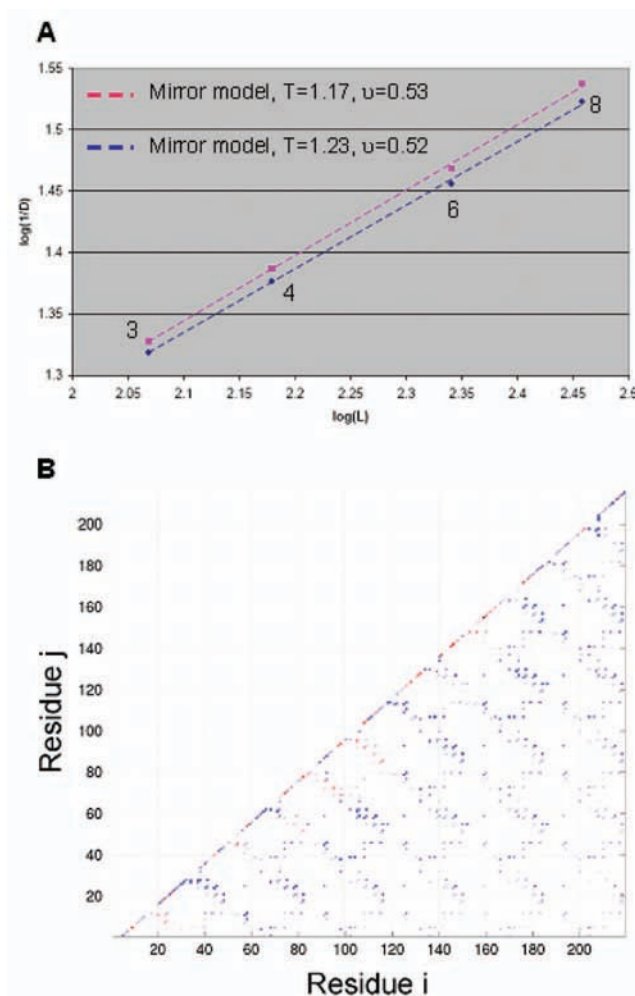 A
1.55
1.5
1.45
1.4
1.35
1.3
log(1/D)
Mirror model, T=1.17, υ=0.53
Mirror model, T=1.23, υ=0.52
3
4
6
8
2 2.05 2.1 2.15 2.2 2.25 2.3 2.35 2.4 2.45 2.5
log(L)
B
200
180
160
140
120
100
80
60
40
20
Residue j
20 40 60 80 100 120 140 160 180 200
Residue i